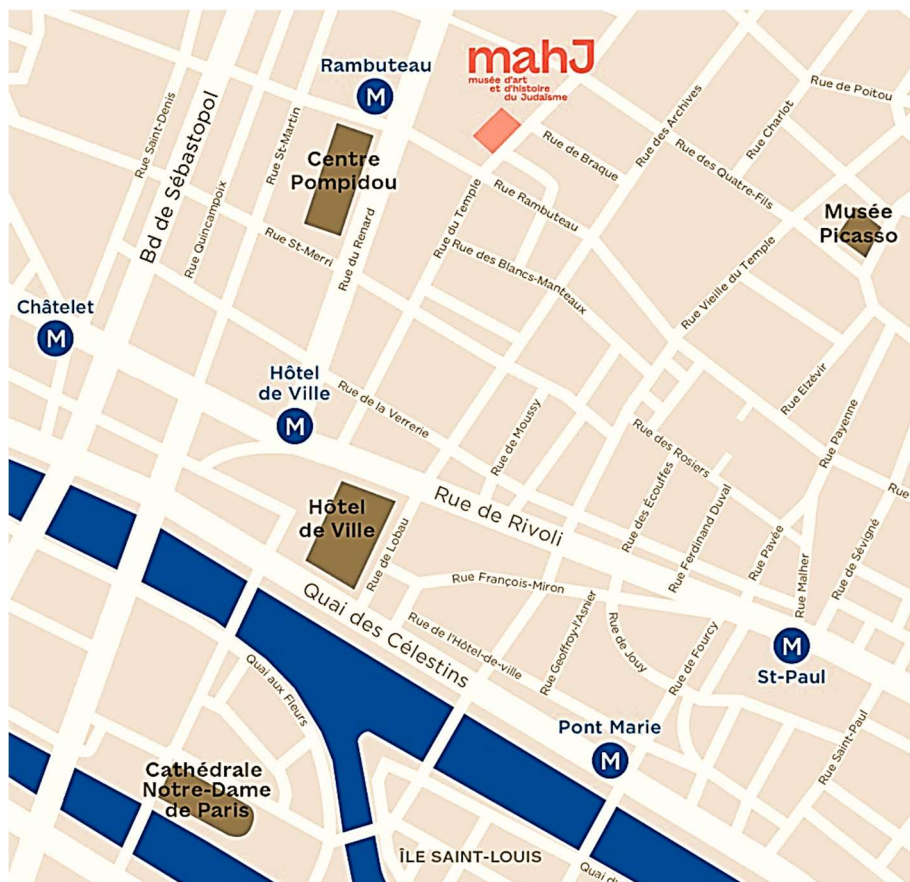 mahJ
musée d'art
et d'histoire
du Judaïsme
Rambuteau
M
Rue de Poitou
Rue Saint-Denis
Bd de Sébastopol
Rue St-Martin
Centre
Pompidou
Rue des Archives
Rue Charlot
Rue de Braque
Rue des Quatre-Fils
Rue Quincampoix
Rue St-Merri
Rue du Renard
Rue du Temple
Rue Rambuteau
Musée
Picasso
Rue des Blancs-Manteaux
Rue Vieille du Temple
Châtelet
M
Hôtel
de Ville
M
Rue de la Verrerie
Rue de Moussy
Rue Elzévir
Rue Payenne
Rue des Rosiers
Rue
Hôtel
de Ville
Rue de Lobau
Rue de Rivoli
Rue des Écouffes
Rue Ferdinand Duval
Rue Pavée
Rue Malher
Rue de Sévigné
Rue François-Miron
Quai des Célestins
Rue de l'Hôtel-de-ville
Rue Geoffroy-l'Asnier
Rue de Jouy
Rue de Fourcy
M
St-Paul
Quai aux Fleurs
Pont Marie
M
Rue Saint-Paul
Cathédrale
Notre-Dame
de Paris
ÎLE SAINT-LOUIS
Quai d'